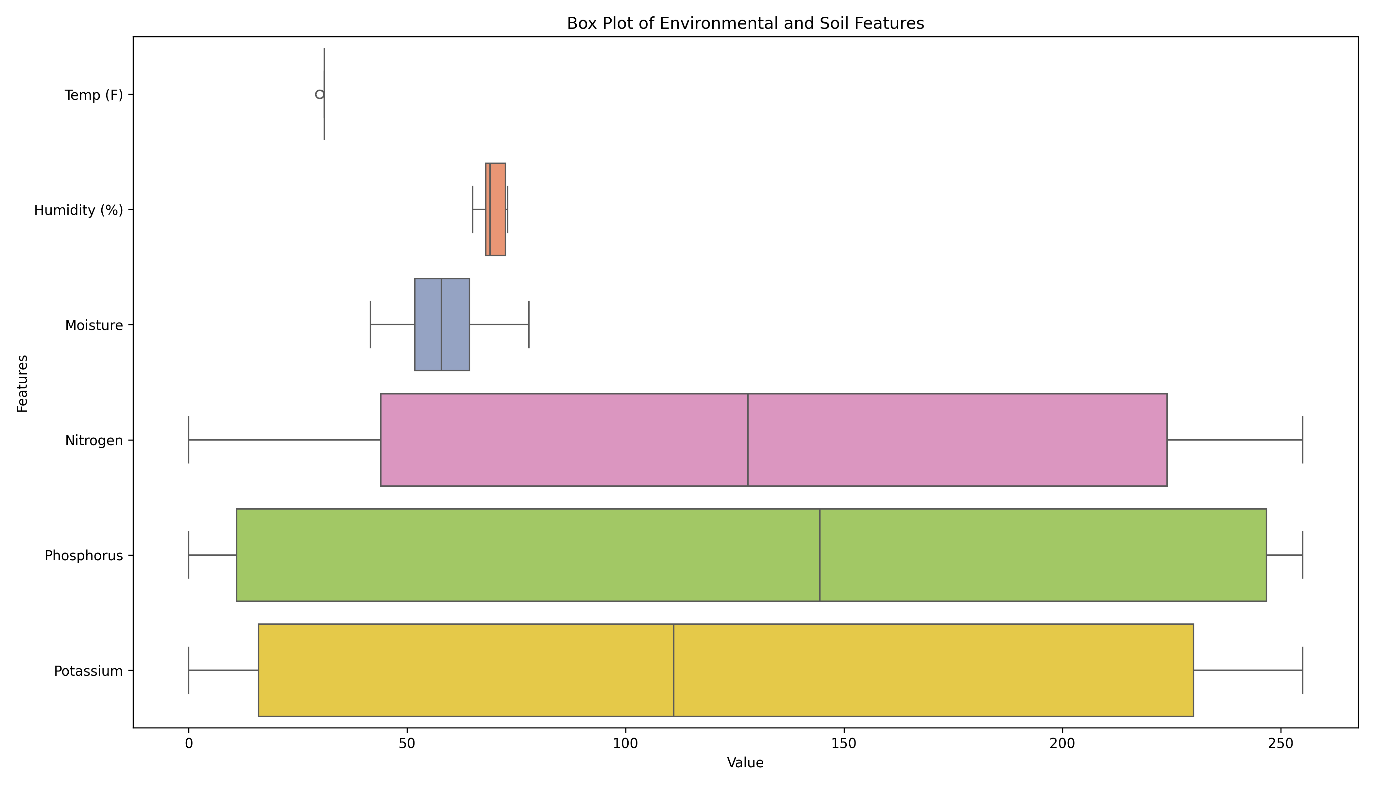 Box Plot of Environmental and Soil Features
Temp (F)
Humidity (%)
Moisture
Nitrogen
Phosphorus
Potassium
Features
0 50 100 150 200 250
Value